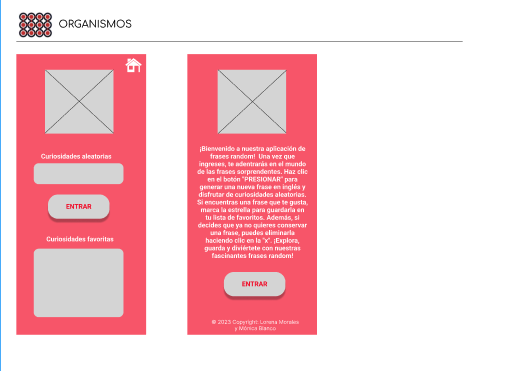 ORGANISMOS
Curiosidades aleatorias
ENTRAR
Curiosidades favoritas
¡Bienvenido a nuestra aplicación de
frases random! Una vez que
ingreses, te adentrarás en el mundo
de las frases sorprendentes. Haz clic
en el botón "PRESIONAR" para
generar una nueva frase en inglés y
disfrutar de curiosidades aleatorias.
Si encuentras una frase que te gusta,
marca la estrella para guardarla en
tu lista de favoritos. Además, si
decides que ya no quieres conservar
una frase, puedes eliminarla
haciendo clic en la "x". ¡Explora,
guarda y diviértete con nuestras
fascinantes frases random!
ENTRAR
© 2023 Copyright: Lorena Morales
y Mónica Blanco